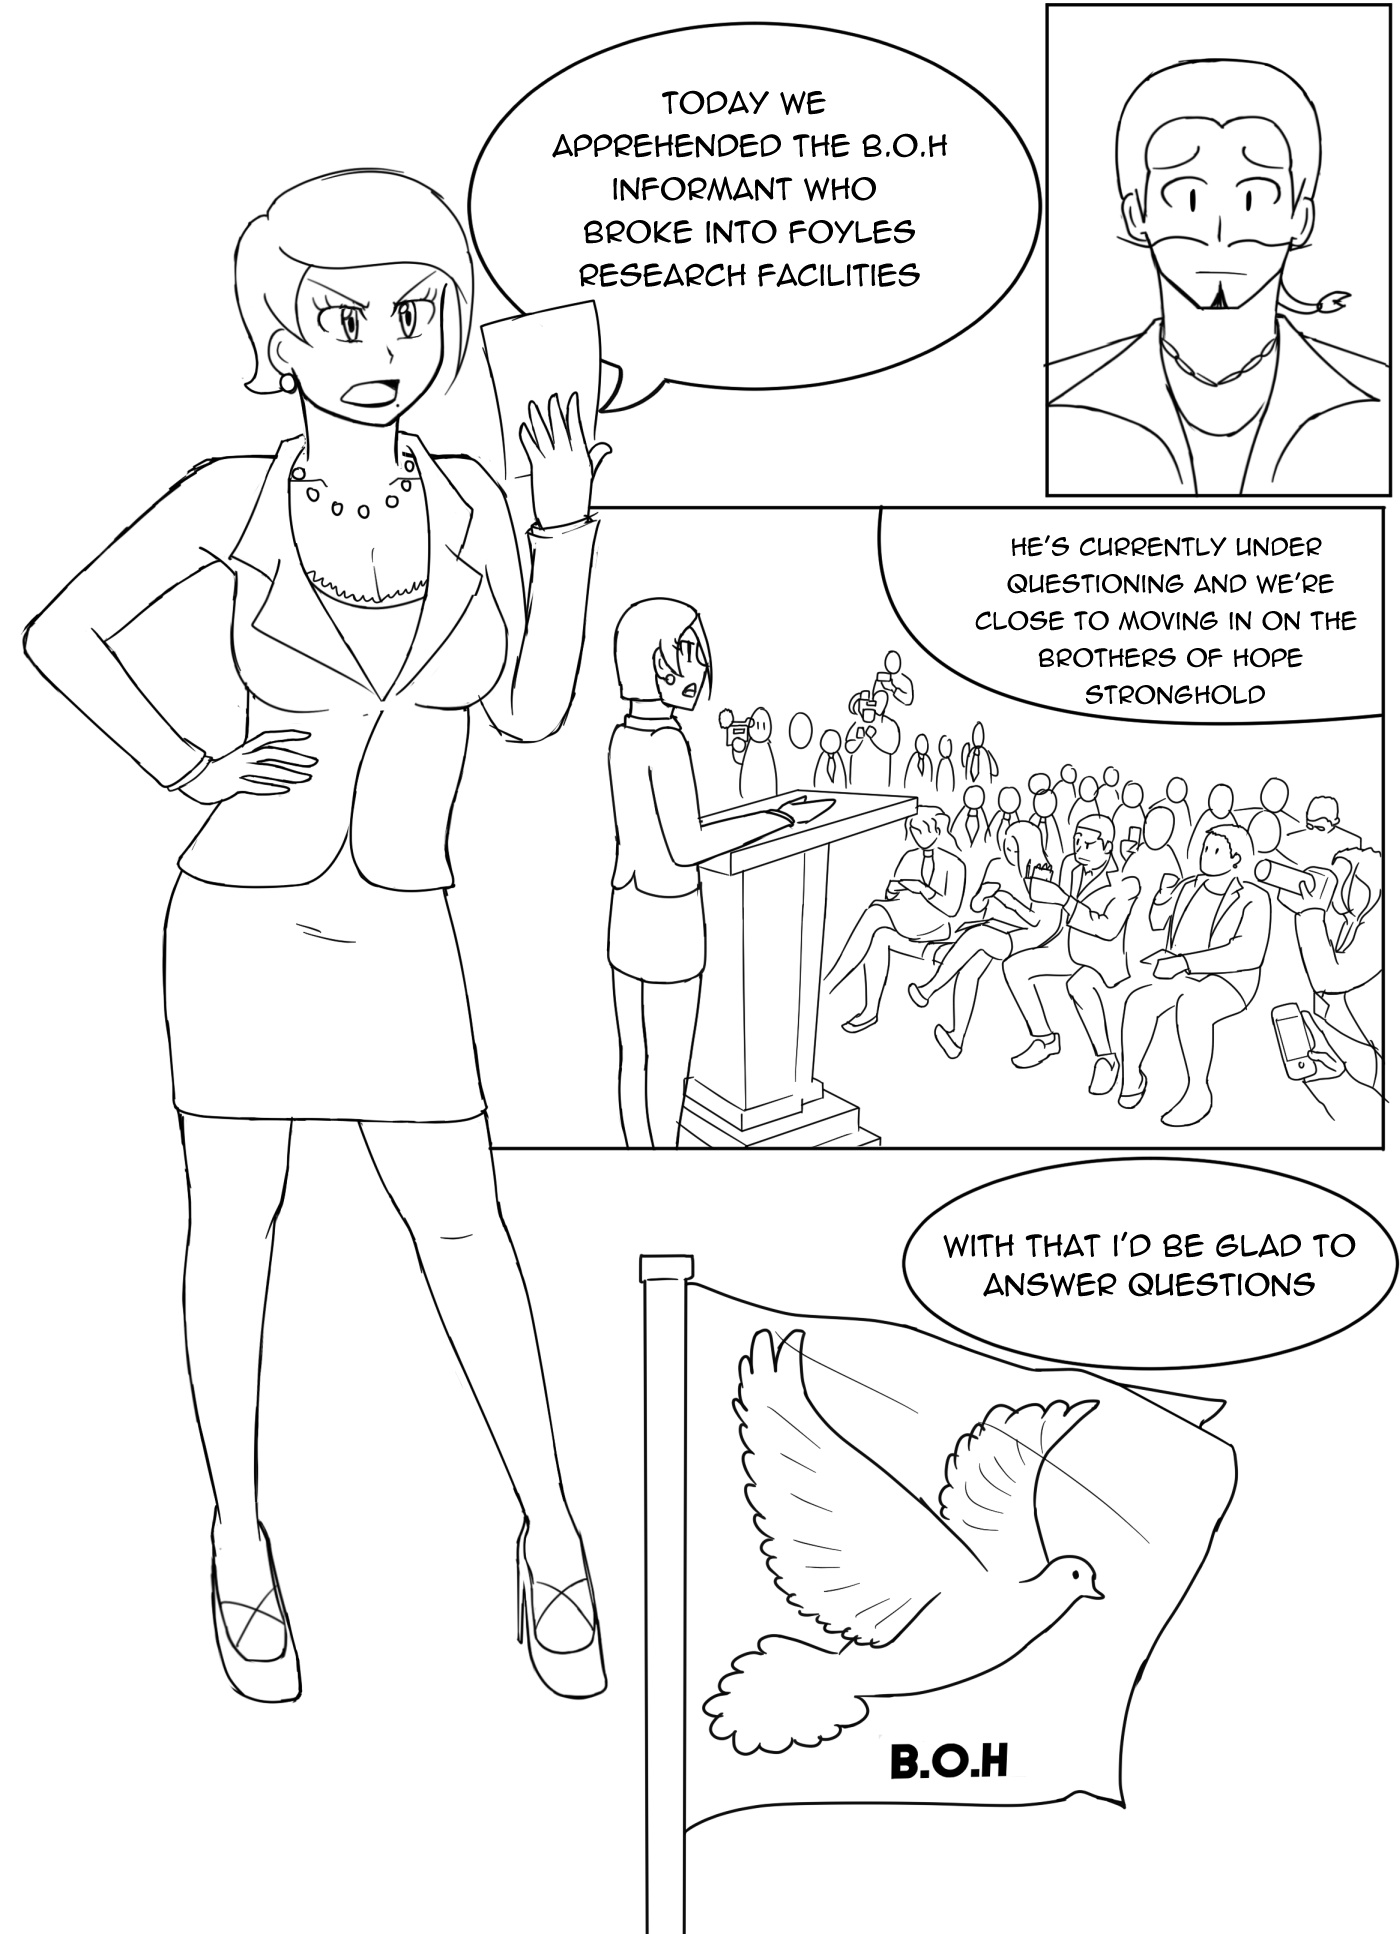 TODAY WE
APPREHENDED THE B.O.H
INFORMANT WHO
BROKE INTO FOYLES
RESEARCH FACILITIES
HE'S CURRENTLY UNDER
QUESTIONING AND WE'RE
CLOSE TO MOVING IN ON THE
BROTHERS OF HOPE
STRONGHOLD
WITH THAT I'D BE GLAD TO
ANSWER QUESTIONS
B.O.H